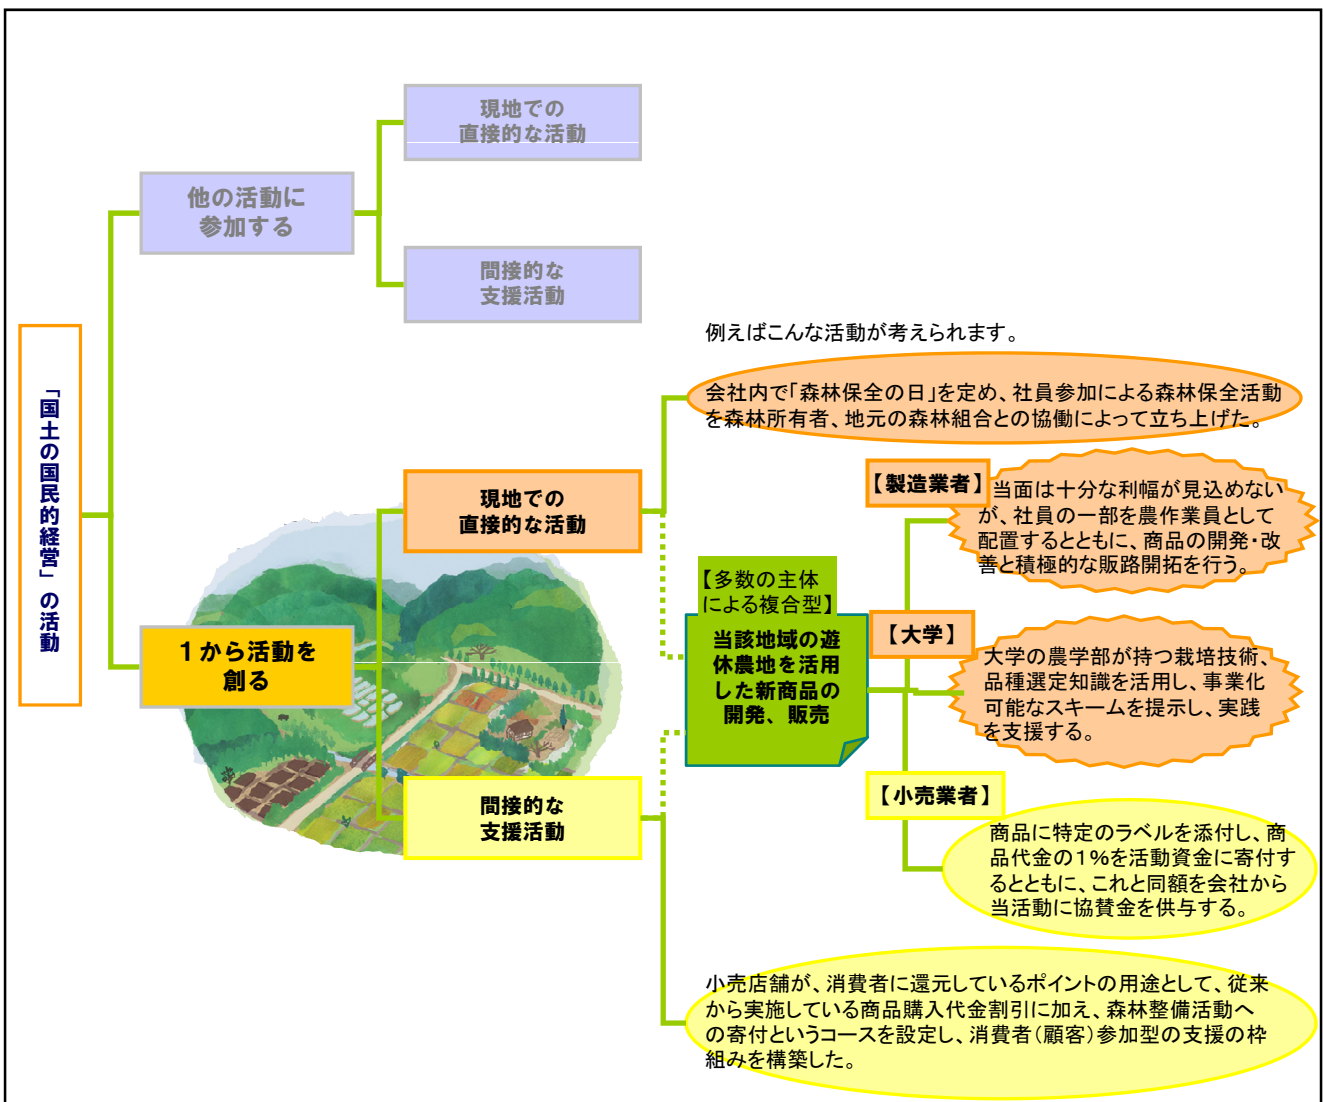 「国土の国民的経営」の活動
他の活動に
参加する
現地での
直接的な活動
間接的な
支援活動
1から活動を
創る
現地での
直接的な活動
間接的な
支援活動
例えばこんな活動が考えられます。
会社内で「森林保全の日」を定め、社員参加による森林保全活動
を森林所有者、地元の森林組合との協働によって立ち上げた。
【多数の主体
による複合型】
当該地域の遊
休農地を活用
した新商品の
開発、販売
【製造業者】
当面は十分な利幅が見込めない
が、社員の一部を農作業員として
配置するとともに、商品の開発・改
善と積極的な販路開拓を行う。
【大学】
大学の農学部が持つ栽培技術、
品種選定知識を活用し、事業化
可能なスキームを提示し、実践
を支援する。
【小売業者】
商品に特定のラベルを添付し、商
品代金の1%を活動資金に寄付す
るとともに、これと同額を会社から
当活動に協賛金を供与する。
小売店舗が、消費者に還元しているポイントの用途として、従来
から実施している商品購入代金割引に加え、森林整備活動へ
の寄付というコースを設定し、消費者(顧客)参加型の支援の枠
組みを構築した。